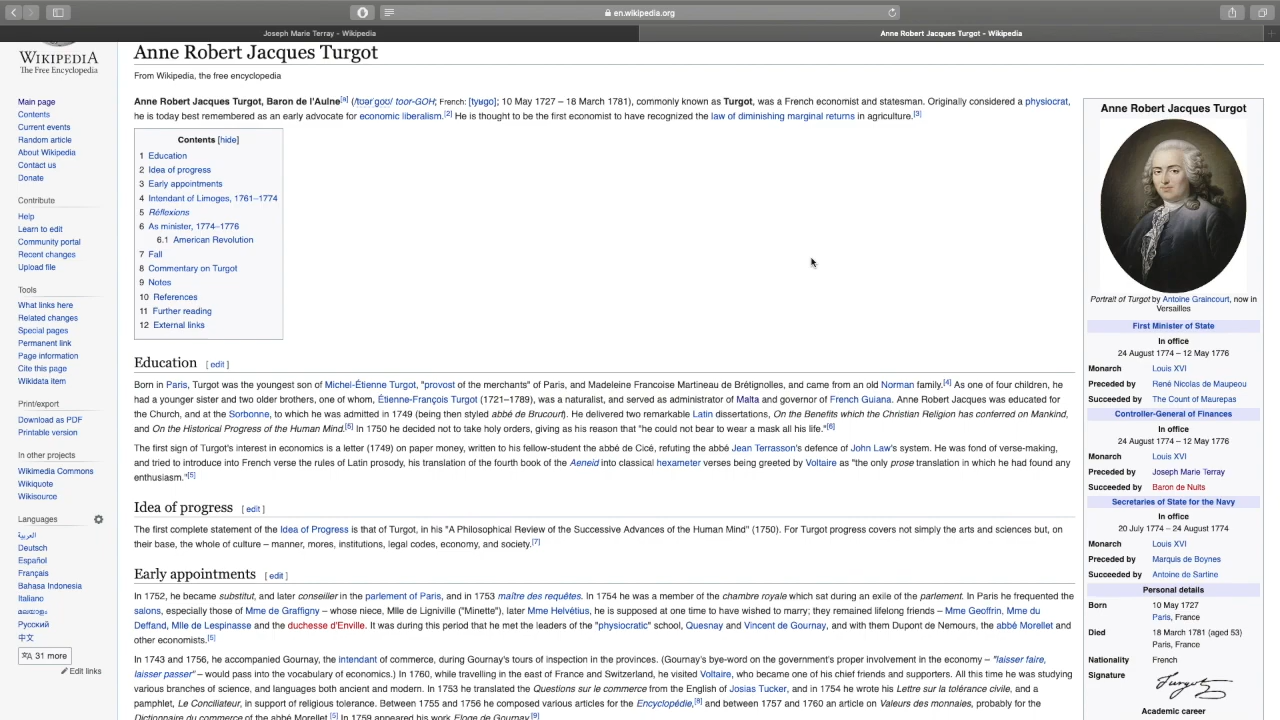 en.wikipedia.org
Joseph Marie Terray - Wikipedia
Anne Robert Jacques Turgot - Wikipedia
WIKIPEDIA
The Free Encyclopedia
Main page
Contents
Current events
Random article
About Wikipedia
Contact us
Donate
Contribute
Help
Learn to edit
Community portal
Recent changes
Upload file
Tools
What links here
Related changes
Special pages
Permanent link
Page information
Cite this page
Wikidata item
Print/export
Download as PDF
Printable version
In other projects
Wikimedia Commons
Wikiquote
Wikisource
Languages
العربية
Deutsch
Español
Français
Bahasa Indonesia
Italiano
മലയാളം
Русский
中文
31 more
Edit links
Anne Robert Jacques Turgot
From Wikipedia, the free encyclopedia
Anne Robert Jacques Turgot, Baron de l'Aulne[a] (/tʊərˈɡoʊ/ toor-GOH; French: [tyʁɡo]; 10 May 1727 – 18 March 1781), commonly known as Turgot, was a French economist and statesman. Originally considered a physiocrat,
he is today best remembered as an early advocate for economic liberalism.[2] He is thought to be the first economist to have recognized the law of diminishing marginal returns in agriculture.[3]
Contents [hide]
1 Education
2 Idea of progress
3 Early appointments
4 Intendant of Limoges, 1761–1774
5 Réflexions
6 As minister, 1774–1776
6.1 American Revolution
7 Fall
8 Commentary on Turgot
9 Notes
10 References
11 Further reading
12 External links
Education [ edit ]
Born in Paris, Turgot was the youngest son of Michel-Étienne Turgot, "provost of the merchants" of Paris, and Madeleine Francoise Martineau de Brétignolles, and came from an old Norman family.[4] As one of four children, he
had a younger sister and two older brothers, one of whom, Étienne-François Turgot (1721–1789), was a naturalist, and served as administrator of Malta and governor of French Guiana. Anne Robert Jacques was educated for
the Church, and at the Sorbonne, to which he was admitted in 1749 (being then styled abbé de Brucourt). He delivered two remarkable Latin dissertations, On the Benefits which the Christian Religion has conferred on Mankind,
and On the Historical Progress of the Human Mind.[5] In 1750 he decided not to take holy orders, giving as his reason that "he could not bear to wear a mask all his life."[6]
The first sign of Turgot's interest in economics is a letter (1749) on paper money, written to his fellow-student the abbé de Cicé, refuting the abbé Jean Terrasson's defence of John Law's system. He was fond of verse-making,
and tried to introduce into French verse the rules of Latin prosody, his translation of the fourth book of the Aeneid into classical hexameter verses being greeted by Voltaire as "the only prose translation in which he had found any
enthusiasm."[5]
Idea of progress [ edit ]
The first complete statement of the Idea of Progress is that of Turgot, in his "A Philosophical Review of the Successive Advances of the Human Mind" (1750). For Turgot progress covers not simply the arts and sciences but, on
their base, the whole of culture – manner, mores, institutions, legal codes, economy, and society.[7]
Early appointments [ edit ]
In 1752, he became substitut, and later conseiller in the parlement of Paris, and in 1753 maître des requêtes. In 1754 he was a member of the chambre royale which sat during an exile of the parlement. In Paris he frequented the
salons, especially those of Mme de Graffigny – whose niece, Mlle de Ligniville ("Minette"), later Mme Helvétius, he is supposed at one time to have wished to marry; they remained lifelong friends – Mme Geoffrin, Mme du
Deffand, Mlle de Lespinasse and the duchesse d'Enville. It was during this period that he met the leaders of the "physiocratic" school, Quesnay and Vincent de Gournay, and with them Dupont de Nemours, the abbé Morellet and
other economists.[5]
In 1743 and 1756, he accompanied Gournay, the intendant of commerce, during Gournay's tours of inspection in the provinces. (Gournay's bye-word on the government's proper involvement in the economy – "laisser faire,
laisser passer" – would pass into the vocabulary of economics.) In 1760, while travelling in the east of France and Switzerland, he visited Voltaire, who became one of his chief friends and supporters. All this time he was studying
various branches of science, and languages both ancient and modern. In 1753 he translated the Questions sur le commerce from the English of Josias Tucker, and in 1754 he wrote his Lettre sur la tolérance civile, and a
pamphlet, Le Conciliateur, in support of religious tolerance. Between 1755 and 1756 he composed various articles for the Encyclopédie,[8] and between 1757 and 1760 an article on Valeurs des monnaies, probably for the
Dictionnaire du commerce of the abbé Morellet.[5] In 1759 appeared his work Eloge de Gournay.[9]
Anne Robert Jacques Turgot
Portrait of Turgot by Antoine Graincourt, now in
Versailles
First Minister of State
In office
24 August 1774 – 12 May 1776
Monarch Louis XVI
Preceded by René Nicolas de Maupeou
Succeeded by The Count of Maurepas
Controller-General of Finances
In office
24 August 1774 – 12 May 1776
Monarch Louis XVI
Preceded by Joseph Marie Terray
Succeeded by Baron de Nuits
Secretaries of State for the Navy
In office
20 July 1774 – 24 August 1774
Monarch Louis XVI
Preceded by Marquis de Boynes
Succeeded by Antoine de Sartine
Personal details
Born 10 May 1727
Paris, France
Died 18 March 1781 (aged 53)
Paris, France
Nationality French
Signature Turgot
Academic career